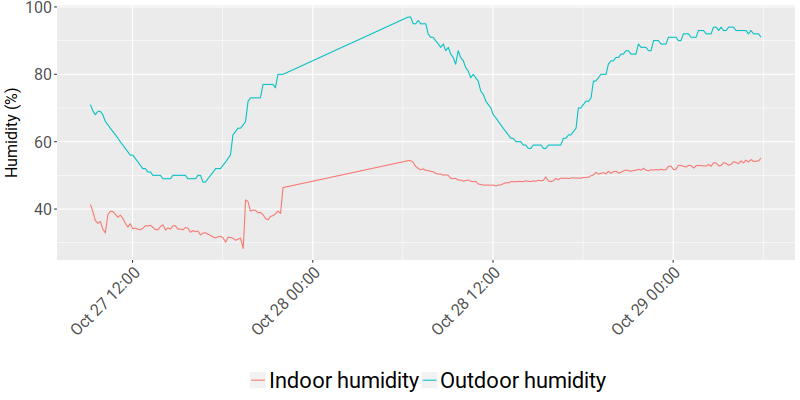 100
80
60
40
Humidity (%)
Oct 27 12:00
Oct 28 00:00
Oct 28 12:00
Oct 29 00:00
Indoor humidity
Outdoor humidity